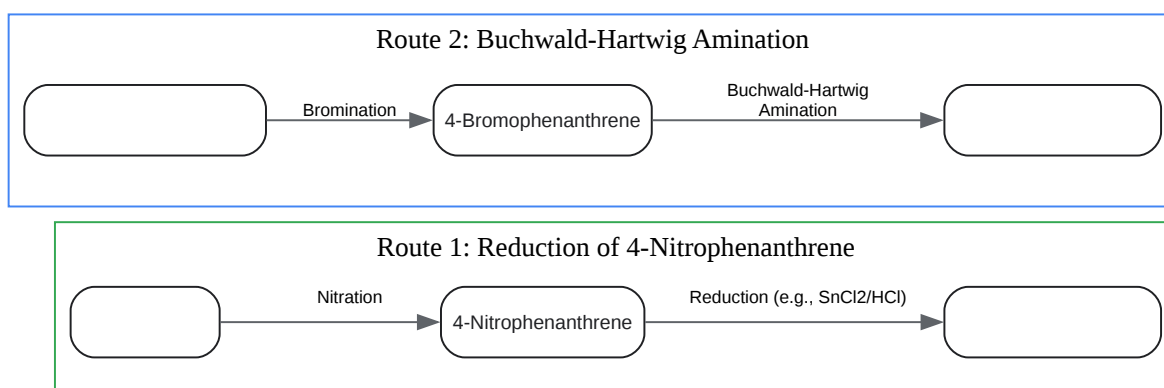 Route 2: Buchwald-Hartwig Amination
Bromination
4-Bromophenanthrene
Buchwald-Hartwig
Amination
Route 1: Reduction of 4-Nitrophenanthrene
Nitration
4-Nitrophenanthrene
Reduction (e.g., SnCl2/HCl)